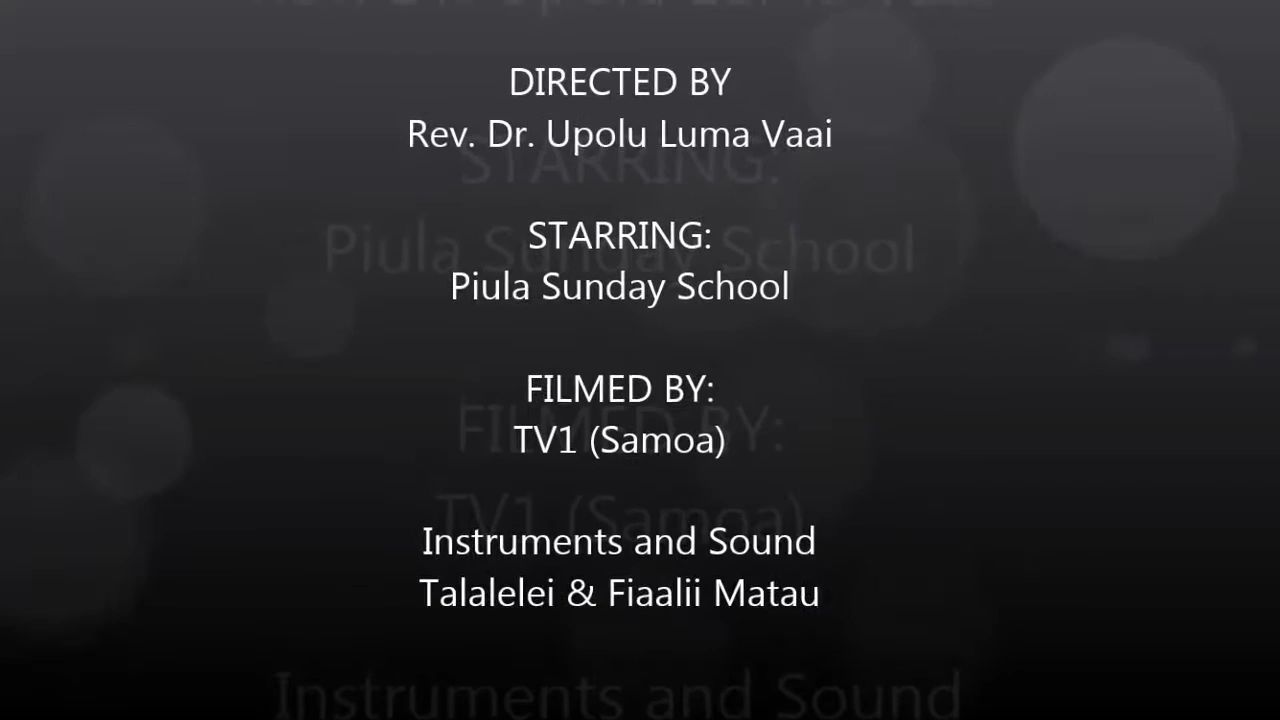 DIRECTED BY
Rev. Dr. Upolu Luma Vaai
STARRING:
Piula Sunday School
FILMED BY:
TV1 (Samoa)
Instruments and Sound
Talalelei & Fiaalii Matau